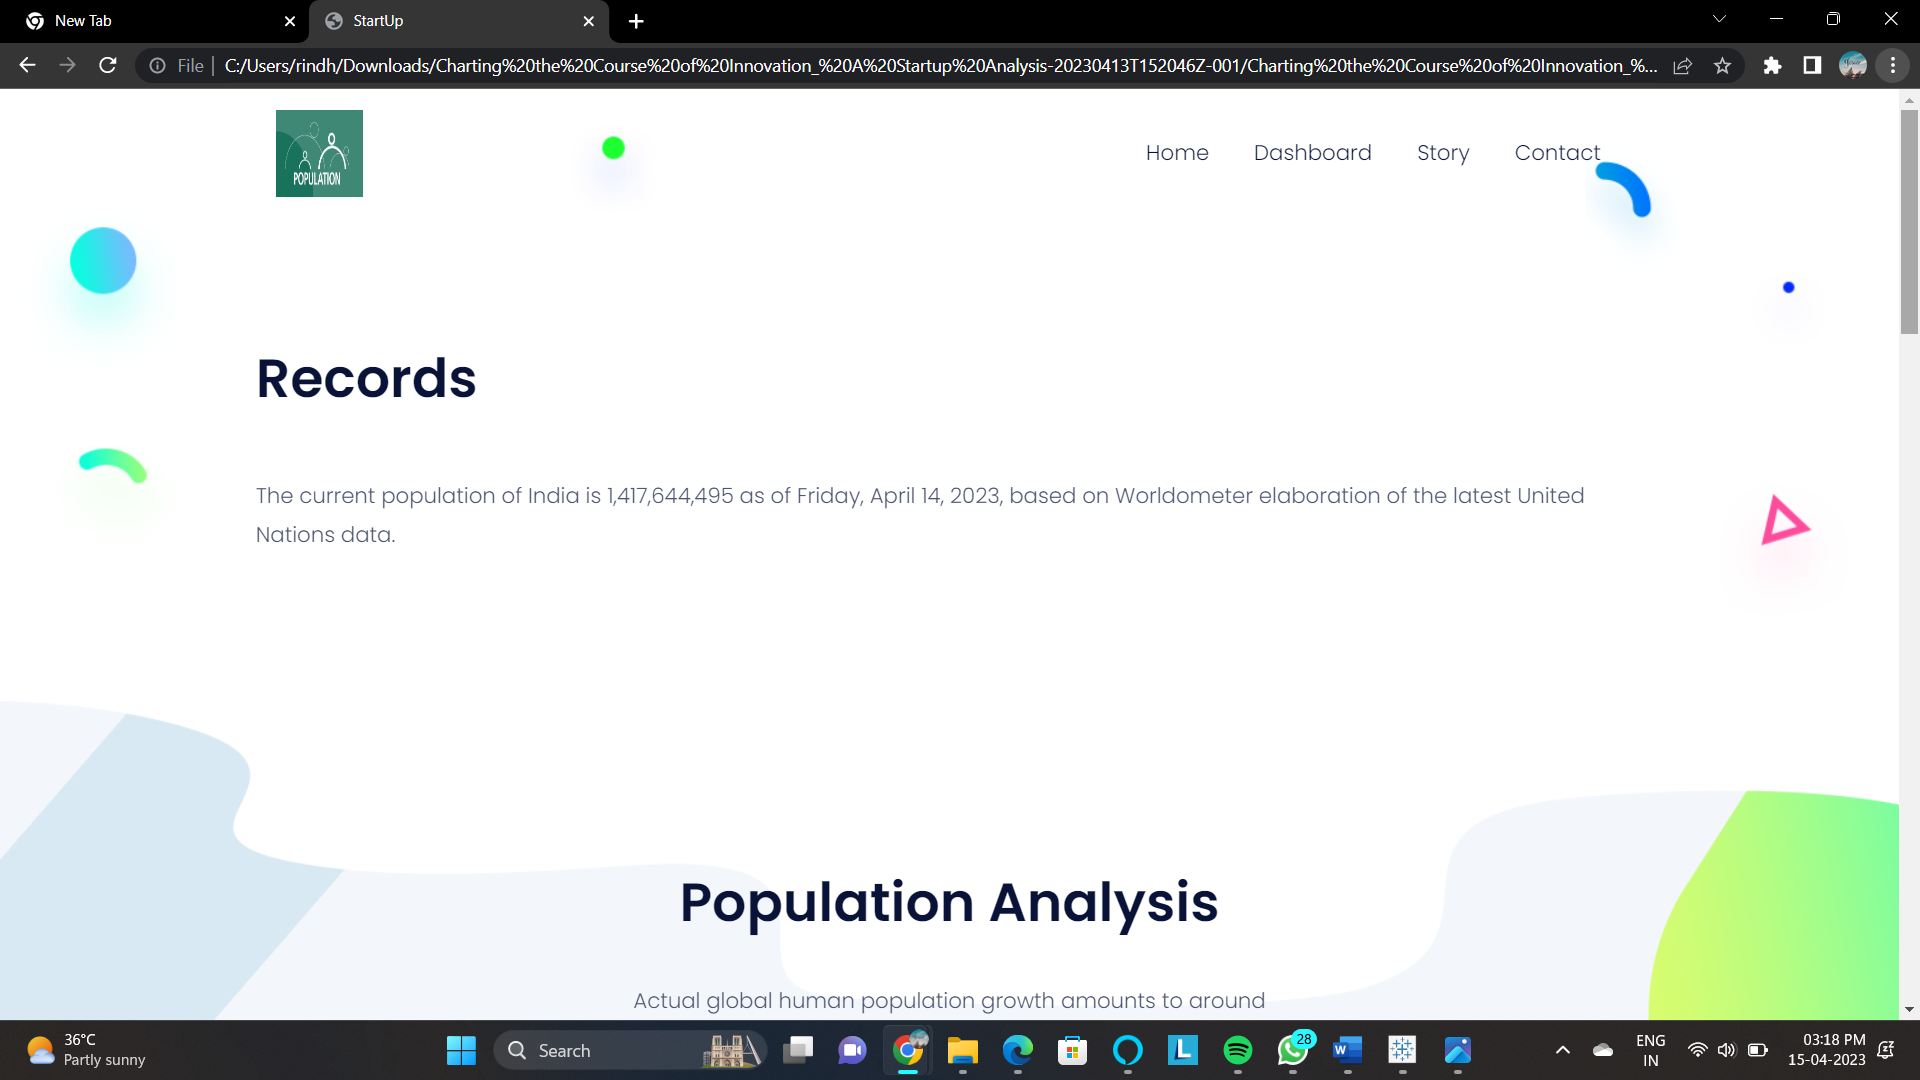 New Tab
StartUp
File
C:/Users/rindh/Downloads/Charting%20the%20Course%20of%20Innovation_%20A%20Startup%20Analysis-20230413T152046Z-001/Charting%20the%20Course%20of%20Innovation_%...
POPULATION
Home
Dashboard
Story
Contact
Records
The current population of India is 1,417,644,495 as of Friday, April 14, 2023, based on Worldometer elaboration of the latest United
Nations data.
Population Analysis
Actual global human population growth amounts to around
36°C
Partly sunny
Search
L
28
W
ENG
IN
03:18 PM
15-04-2023